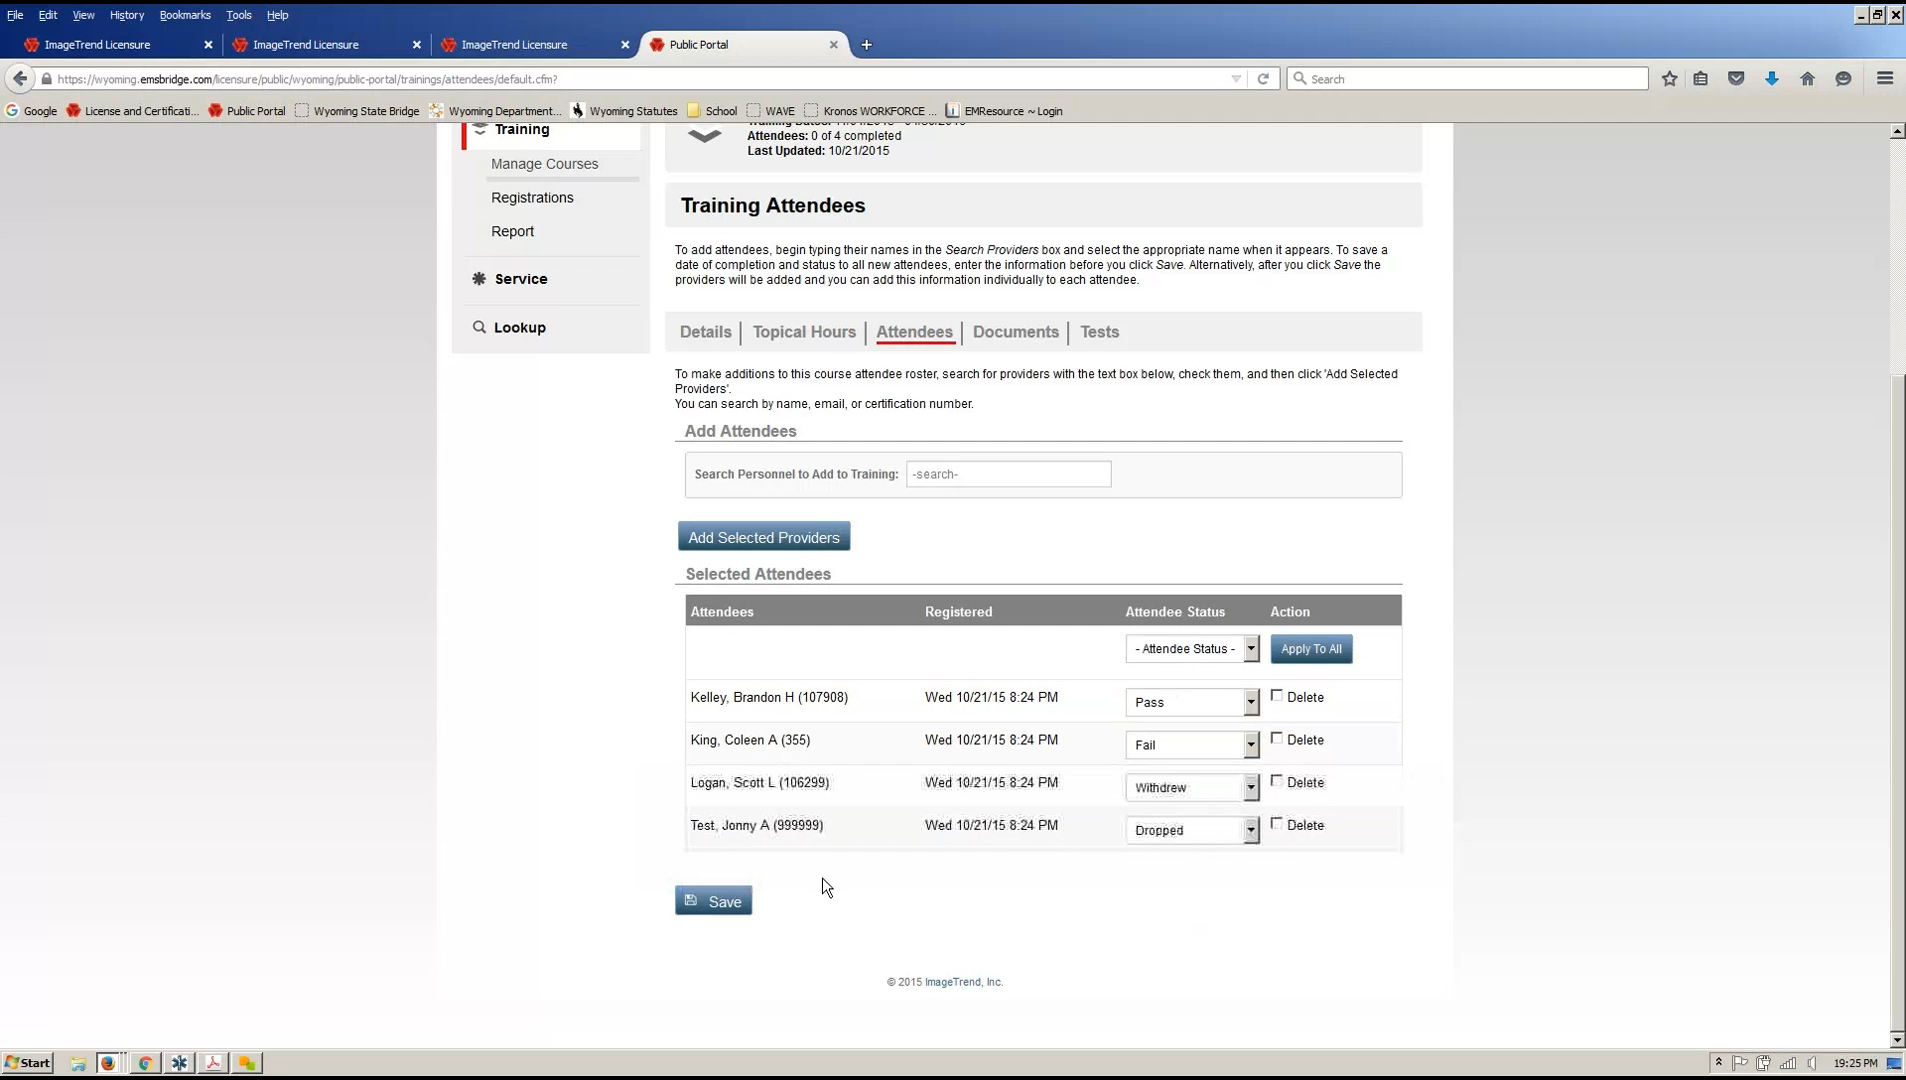 File Edit View History Bookmarks Tools Help
ImageTrend Licensure ImageTrend Licensure ImageTrend Licensure Public Portal
https://wyoming.emsbridge.com/licensure/public/wyoming/public-portal/trainings/attendees/default.cfm? Search
Google License and Certificati... Public Portal Wyoming State Bridge Wyoming Department... Wyoming Statutes School WAVE Kronos WORKFORCE ... EMResource ~ Login
Training
Manage Courses
Registrations
Report
Service
Lookup
Attendees: 0 of 4 completed
Last Updated: 10/21/2015
Training Attendees
To add attendees, begin typing their names in the Search Providers box and select the appropriate name when it appears. To save a
date of completion and status to all new attendees, enter the information before you click Save. Alternatively, after you click Save the
providers will be added and you can add this information individually to each attendee.
Details Topical Hours Attendees Documents Tests
To make additions to this course attendee roster, search for providers with the text box below, check them, and then click 'Add Selected
Providers'.
You can search by name, email, or certification number.
Add Attendees
Search Personnel to Add to Training: -search-
Add Selected Providers
Selected Attendees
Attendees Registered Attendee Status Action
- Attendee Status - Apply To All
Kelley, Brandon H (107908) Wed 10/21/15 8:24 PM Pass Delete
King, Coleen A (355) Wed 10/21/15 8:24 PM Fail Delete
Logan, Scott L (106299) Wed 10/21/15 8:24 PM Withdrew Delete
Test, Jonny A (999999) Wed 10/21/15 8:24 PM Dropped Delete
Save
© 2015 ImageTrend, Inc.
Start 19:25 PM